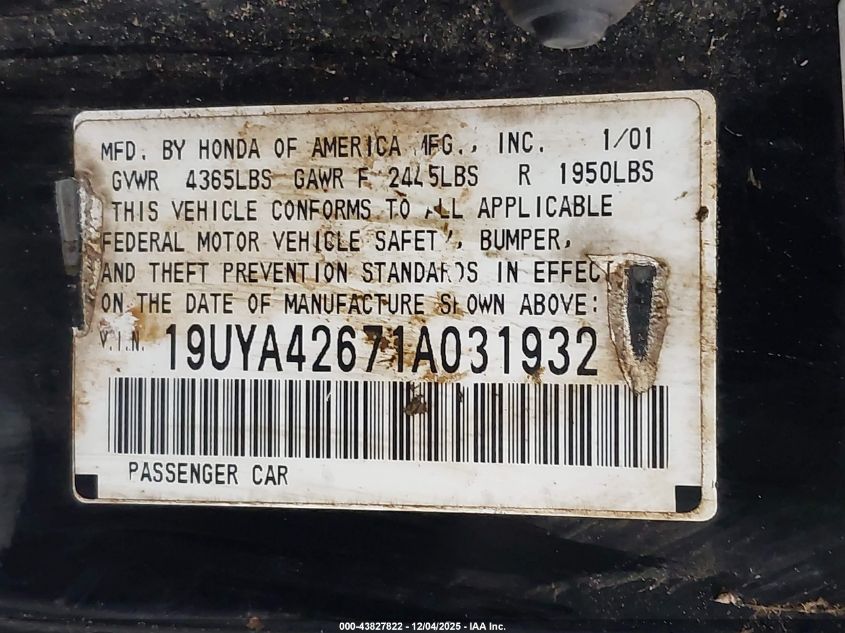 MFD. BY HONDA OF AMERICA MFG., INC. 1/01
GVWR 4365LBS GAWR F 2445LBS R 1950LBS
THIS VEHICLE CONFORMS TO ALL APPLICABLE
FEDERAL MOTOR VEHICLE SAFETY, BUMPER,
AND THEFT PREVENTION STANDARDS IN EFFECT
ON THE DATE OF MANUFACTURE SHOWN ABOVE:
V.I.N. 19UYA42671A031932
PASSENGER CAR
000-43827822 - 12/04/2025 - IAA Inc.